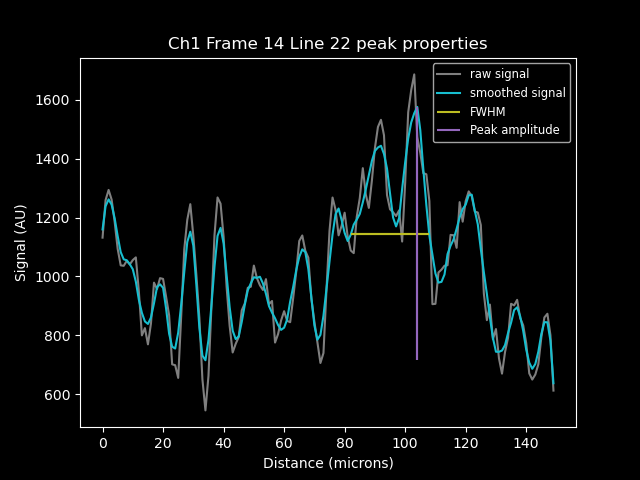 Ch1 Frame 14 Line 22 peak properties
raw signal
smoothed signal
FWHM
Peak amplitude
Signal (AU)
1600
1400
1200
1000
800
600
0 20 40 60 80 100 120 140
Distance (microns)